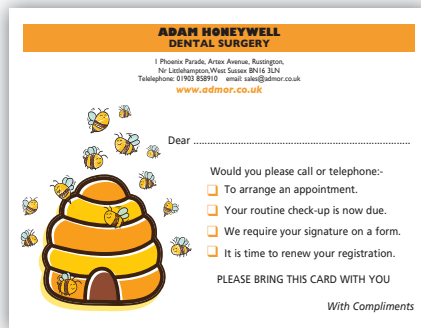 ADAM HONEYWELL
DENTAL SURGERY
1 Phoenix Parade, Artex Avenue, Rustington,
Nr Littlehampton,West Sussex BN16 3LN
Telelephone: 01903 858910 email: sales@admor.co.uk
www.admor.co.uk
Dear ................................................................................
Would you please call or telephone:-
❑ To arrange an appointment.
❑ Your routine check-up is now due.
❑ We require your signature on a form.
❑ It is time to renew your registration.
PLEASE BRING THIS CARD WITH YOU
With Compliments